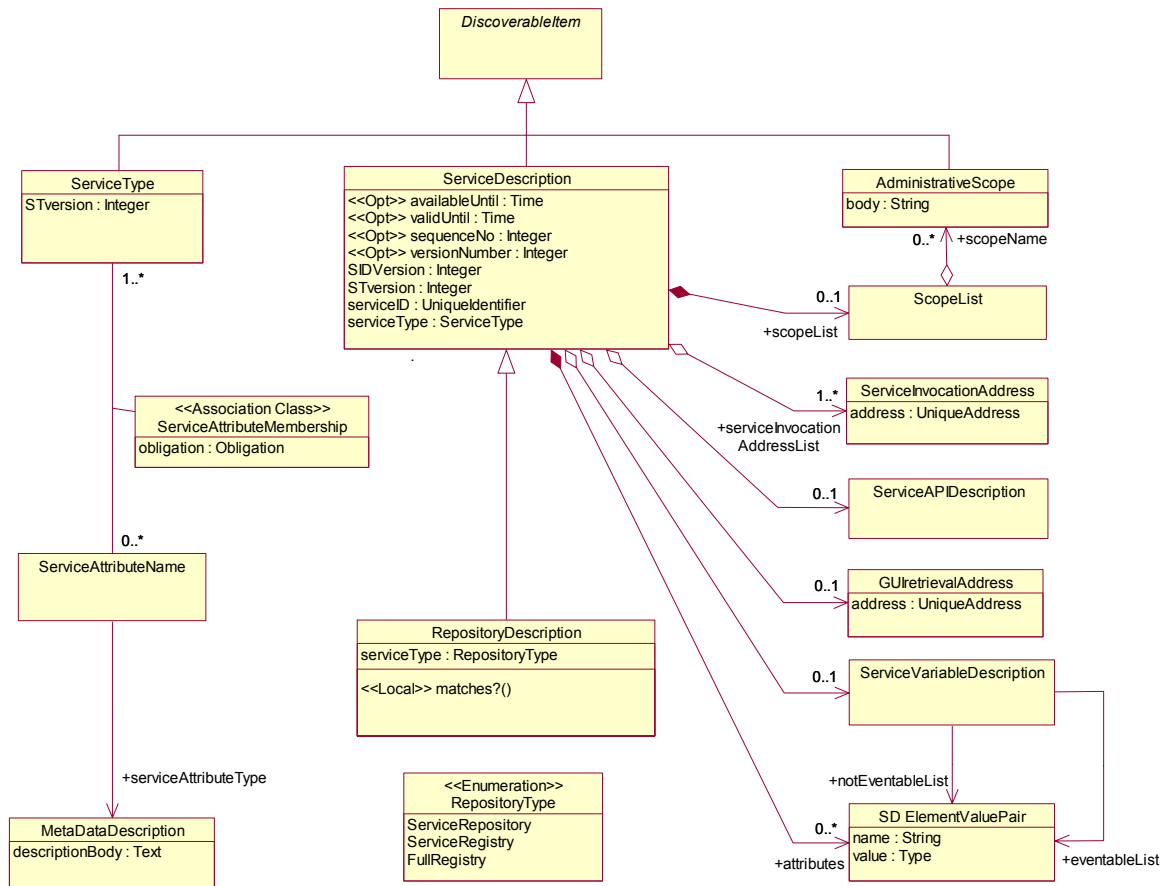 DiscoverableItem
ServiceType
STversion : Integer
ServiceDescription
<<Opt>> availableUntil : Time
<<Opt>> validUntil : Time
<<Opt>> sequenceNo : Integer
<<Opt>> versionNumber : Integer
SIDVersion : Integer
STversion : Integer
serviceID : UniqueIdentifier
serviceType : ServiceType
AdministrativeScope
body : String
0..*
+scopeName
ScopeList
0..1
+scopeList
1..*
<<Association Class>>
ServiceAttributeMembership
obligation : Obligation
0..*
ServiceAttributeName
+serviceAttributeType
MetaDataDescription
descriptionBody : Text
ServiceInvocationAddress
address : UniqueAddress
1..*
+serviceInvocation
AddressList
ServiceAPIDescription
0..1
GUIretrievalAddress
address : UniqueAddress
0..1
RepositoryDescription
serviceType : RepositoryType
<<Local>> matches?()
ServiceVariableDescription
0..1
+notEventableList
<<Enumeration>>
RepositoryType
ServiceRepository
ServiceRegistry
FullRegistry
SD ElementValuePair
name : String
value : Type
0..*
+attributes
+eventableList